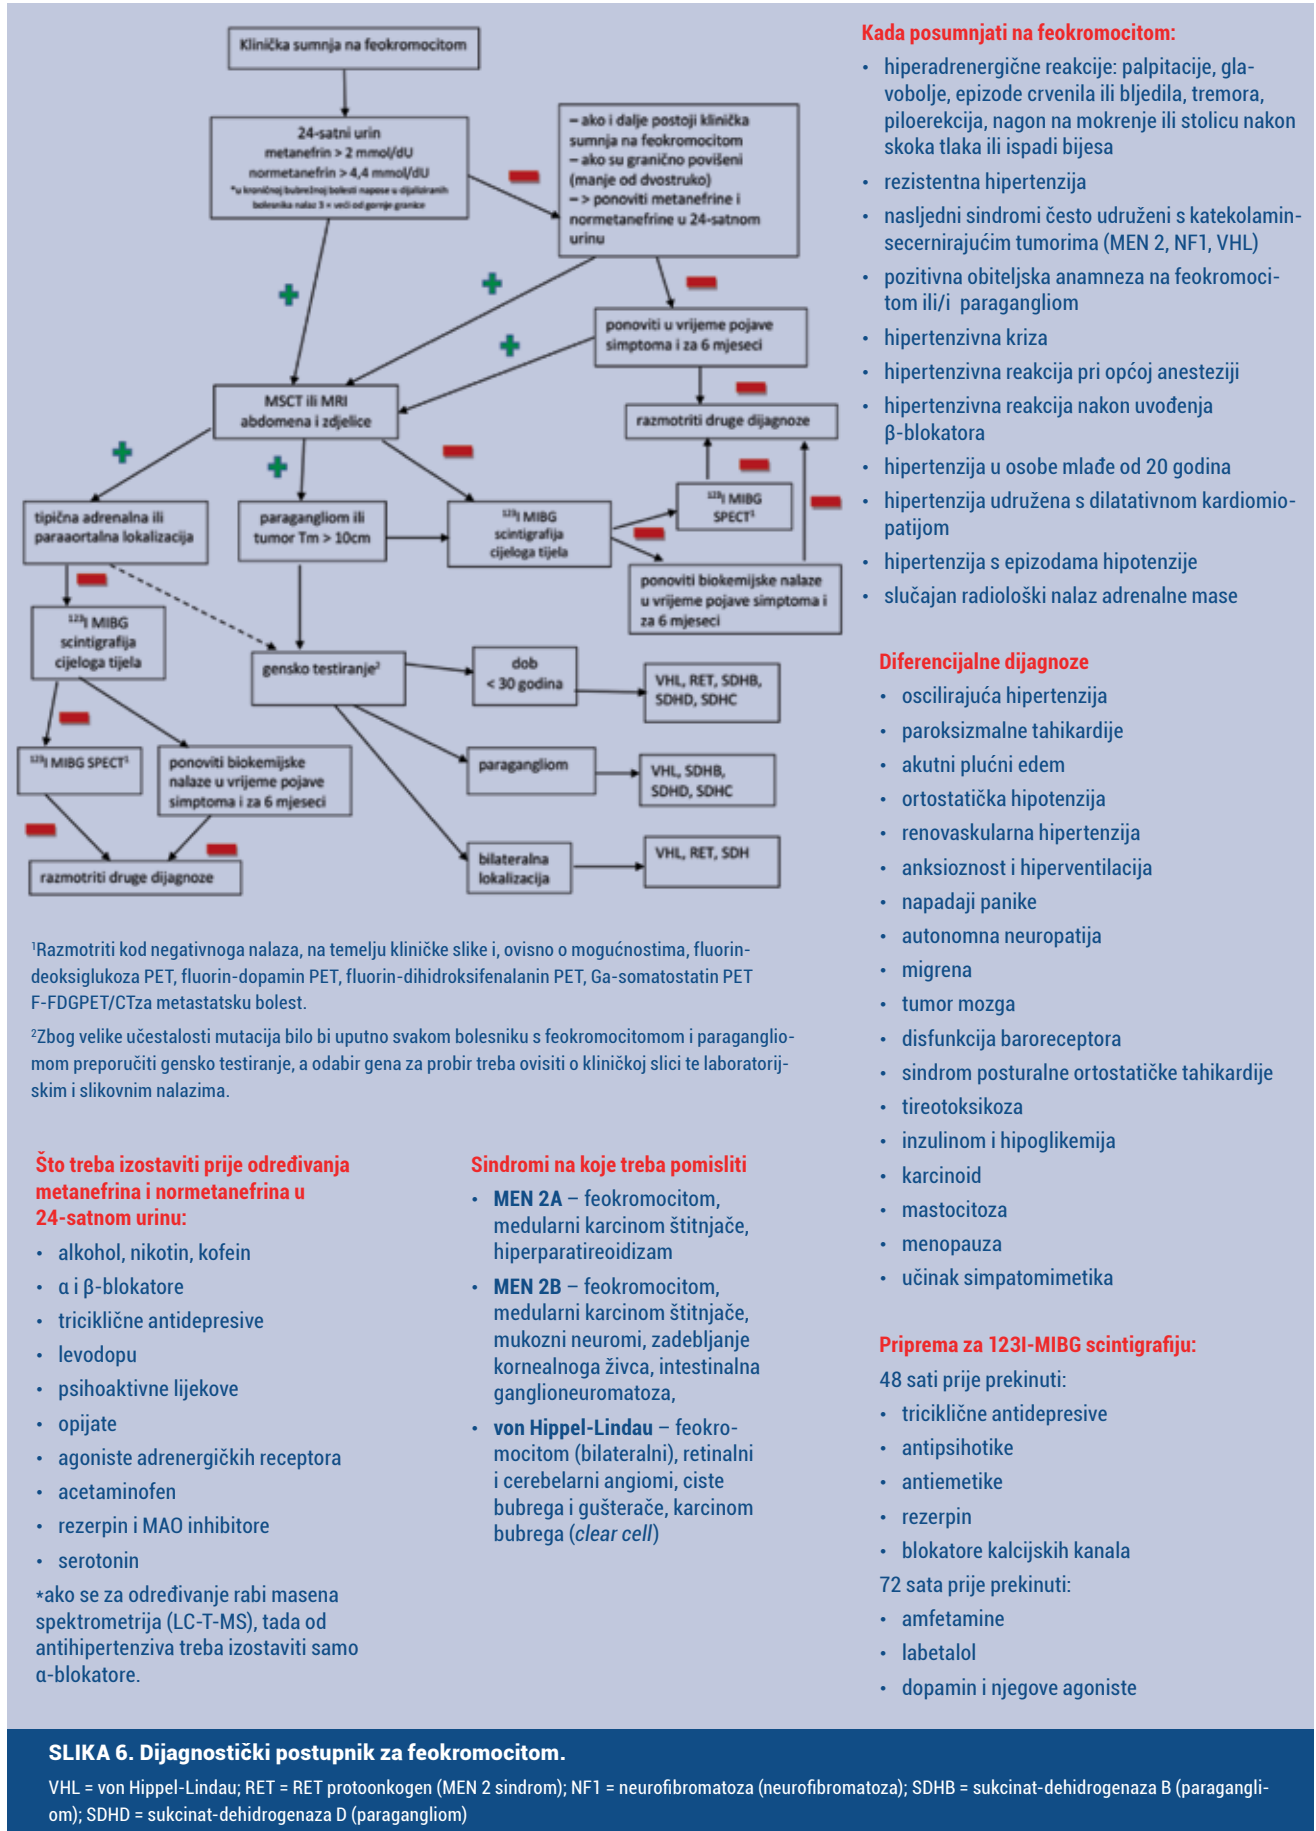 Klinička sumnja na feokromocitom
24-satni urin
metanefrin > 2 mmol/dU
normetanefrin > 4,4 mmol/dU
*u kroničnoj bubrežnoj bolesti napose u dijaliziranih
bolesnika nalaz 3 × veći od gornje granice
– ako i dalje postoji klinička
sumnja na feokromocitom
– ako su granično povišeni
(manje od dvostruko)
– > ponoviti metanefrine i
normetanefrine u 24-satnom
urinu
ponoviti u vrijeme pojave
simptoma i za 6 mjeseci
MSCT ili MRI
abdomena i zdjelice
razmotriti druge dijagnoze
tipična adrenalna ili
paraaortalna lokalizacija
paragangliom ili
tumor Tm > 10cm
¹²³I MIBG
scintigrafija
cijeloga tijela
¹²³I MIBG
SPECT¹
ponoviti biokemijske nalaze
u vrijeme pojave simptoma i
za 6 mjeseci
¹²³I MIBG
scintigrafija
cijeloga tijela
gensko testiranje²
dob
< 30 godina
VHL, RET, SDHB,
SDHD, SDHC
¹²³I MIBG SPECT¹
ponoviti biokemijske
nalaze u vrijeme pojave
simptoma i za 6 mjeseci
paragangliom
VHL, SDHB,
SDHD, SDHC
razmotriti druge dijagnoze
bilateralna
lokalizacija
VHL, RET, SDH
¹Razmotriti kod negativnoga nalaza, na temelju kliničke slike i, ovisno o mogućnostima, fluorin-
deoksiglukoza PET, fluorin-dopamin PET, fluorin-dihidroksifenalanin PET, Ga-somatostatin PET
F-FDGPET/CTza metastatsku bolest.
²Zbog velike učestalosti mutacija bilo bi uputno svakom bolesniku s feokromocitomom i paraganglio-
mom preporučiti gensko testiranje, a odabir gena za probir treba ovisiti o kliničkoj slici te laboratorij-
skim i slikovnim nalazima.
Što treba izostaviti prije određivanja
metanefrina i normetanefrina u
24-satnom urinu:
• alkohol, nikotin, kofein
• α i β-blokatore
• triciklične antidepresive
• levodopu
• psihoaktivne lijekove
• opijate
• agoniste adrenergičkih receptora
• acetaminofen
• rezerpin i MAO inhibitore
• serotonin
*ako se za određivanje rabi masena
spektrometrija (LC-T-MS), tada od
antihipertenziva treba izostaviti samo
α-blokatore.
Sindromi na koje treba pomisliti
• MEN 2A – feokromocitom,
medularni karcinom štitnjače,
hiperparatireoidizam
• MEN 2B – feokromocitom,
medularni karcinom štitnjače,
mukozni neuromi, zadebljanje
kornealnoga živca, intestinalna
ganglioneuromatoza,
• von Hippel-Lindau – feokro-
mocitom (bilateralni), retinalni
i cerebelarni angiomi, ciste
bubrega i gušterače, karcinom
bubrega (clear cell)
Kada posumnjati na feokromocitom:
• hiperadrenergične reakcije: palpitacije, gla-
vobolje, epizode crvenila ili bljedila, tremora,
piloerekcija, nagon na mokrenje ili stolicu nakon
skoka tlaka ili ispadi bijesa
• rezistentna hipertenzija
• nasljedni sindromi često udruženi s katekolamin-
secernirajućim tumorima (MEN 2, NF1, VHL)
• pozitivna obiteljska anamneza na feokromoci-
tom ili/i paragangliom
• hipertenzivna kriza
• hipertenzivna reakcija pri općoj anesteziji
• hipertenzivna reakcija nakon uvođenja
β-blokatora
• hipertenzija u osobe mlađe od 20 godina
• hipertenzija udružena s dilatativnom kardiomio-
patijom
• hipertenzija s epizodama hipotenzije
• slučajan radiološki nalaz adrenalne mase
Diferencijalne dijagnoze
• oscilirajuća hipertenzija
• paroksizmalne tahikardije
• akutni plućni edem
• ortostatička hipotenzija
• renovaskularna hipertenzija
• anksioznost i hiperventilacija
• napadaji panike
• autonomna neuropatija
• migrena
• tumor mozga
• disfunkcija baroreceptora
• sindrom posturalne ortostatičke tahikardije
• tireotoksikoza
• inzulinom i hipoglikemija
• karcinoid
• mastocitoza
• menopauza
• učinak simpatomimetika
Priprema za 123I-MIBG scintigrafiju:
48 sati prije prekinuti:
• triciklične antidepresive
• antipsihotike
• antiemetike
• rezerpin
• blokatore kalcijskih kanala
72 sata prije prekinuti:
• amfetamine
• labetalol
• dopamin i njegove agoniste
SLIKA 6. Dijagnostički postupnik za feokromocitom.
VHL = von Hippel-Lindau; RET = RET protoonkogen (MEN 2 sindrom); NF1 = neurofibromatoza (neurofibromatoza); SDHB = sukcinat-dehidrogenaza B (paragangli-
om); SDHD = sukcinat-dehidrogenaza D (paragangliom)